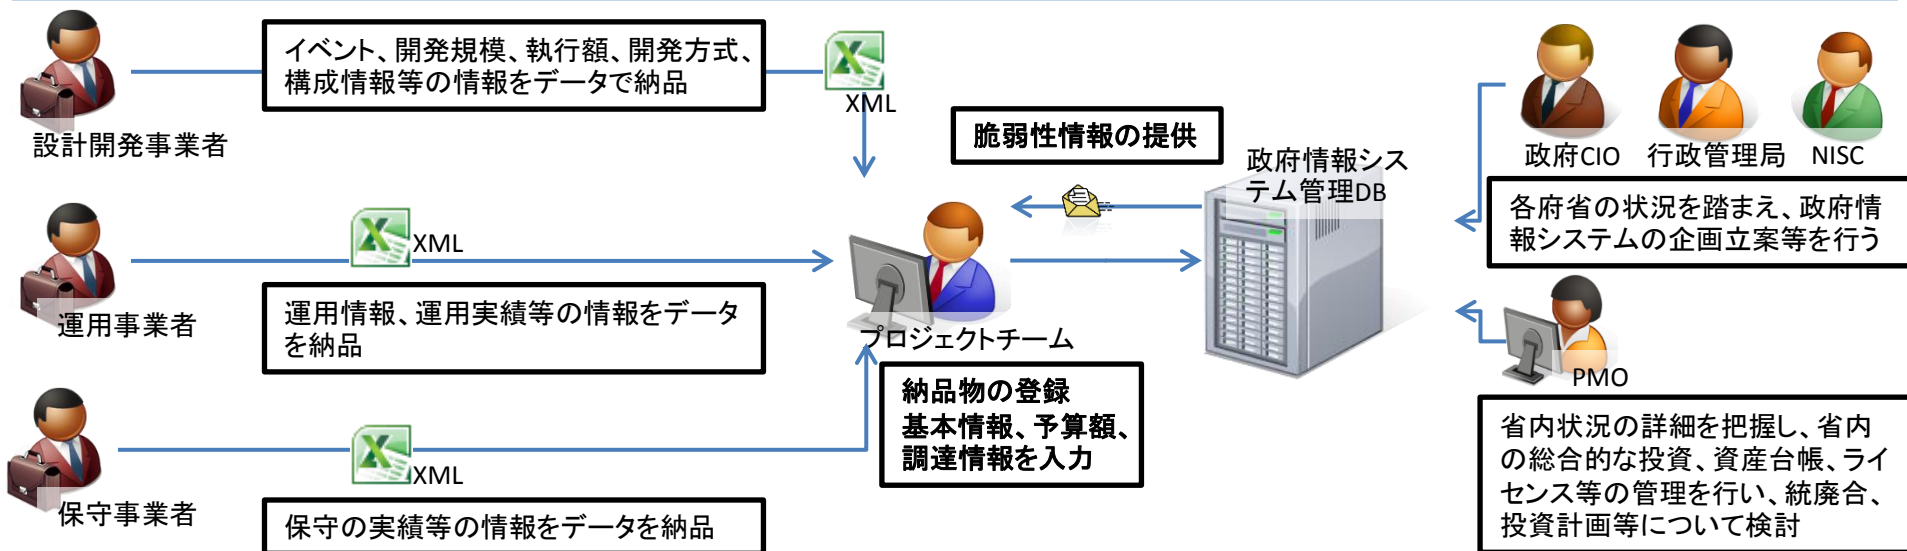 イベント、開発規模、執行額、開発方式、
構成情報等の情報をデータで納品
XML
設計開発事業者
脆弱性情報の提供
政府情報シス
テム管理DB
政府CIO
行政管理局
NISC
各府省の状況を踏まえ、政府情
報システムの企画立案等を行う
XML
運用事業者
運用情報、運用実績等の情報をデータ
を納品
プロジェクトチーム
納品物の登録
基本情報、予算額、
調達情報を入力
PMO
省内状況の詳細を把握し、省内
の総合的な投資、資産台帳、ライ
センス等の管理を行い、統廃合、
投資計画等について検討
XML
保守事業者
保守の実績等の情報をデータを納品